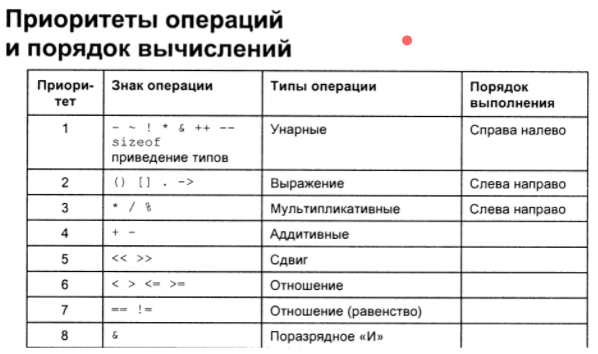 Приоритеты операций
и порядок вычислений
Приори-
тет
Знак операции
Типы операции
Порядок
выполнения
1
- ~ ! * & ++ --
sizeof
приведение типов
Унарные
Справа налево
2
() [] . ->
Выражение
Слева направо
3
* / %
Мультипликативные
Слева направо
4
+ -
Аддитивные
5
<< >>
Сдвиг
6
< > <= >=
Отношение
7
== !=
Отношение (равенство)
8
&
Поразрядное «И»